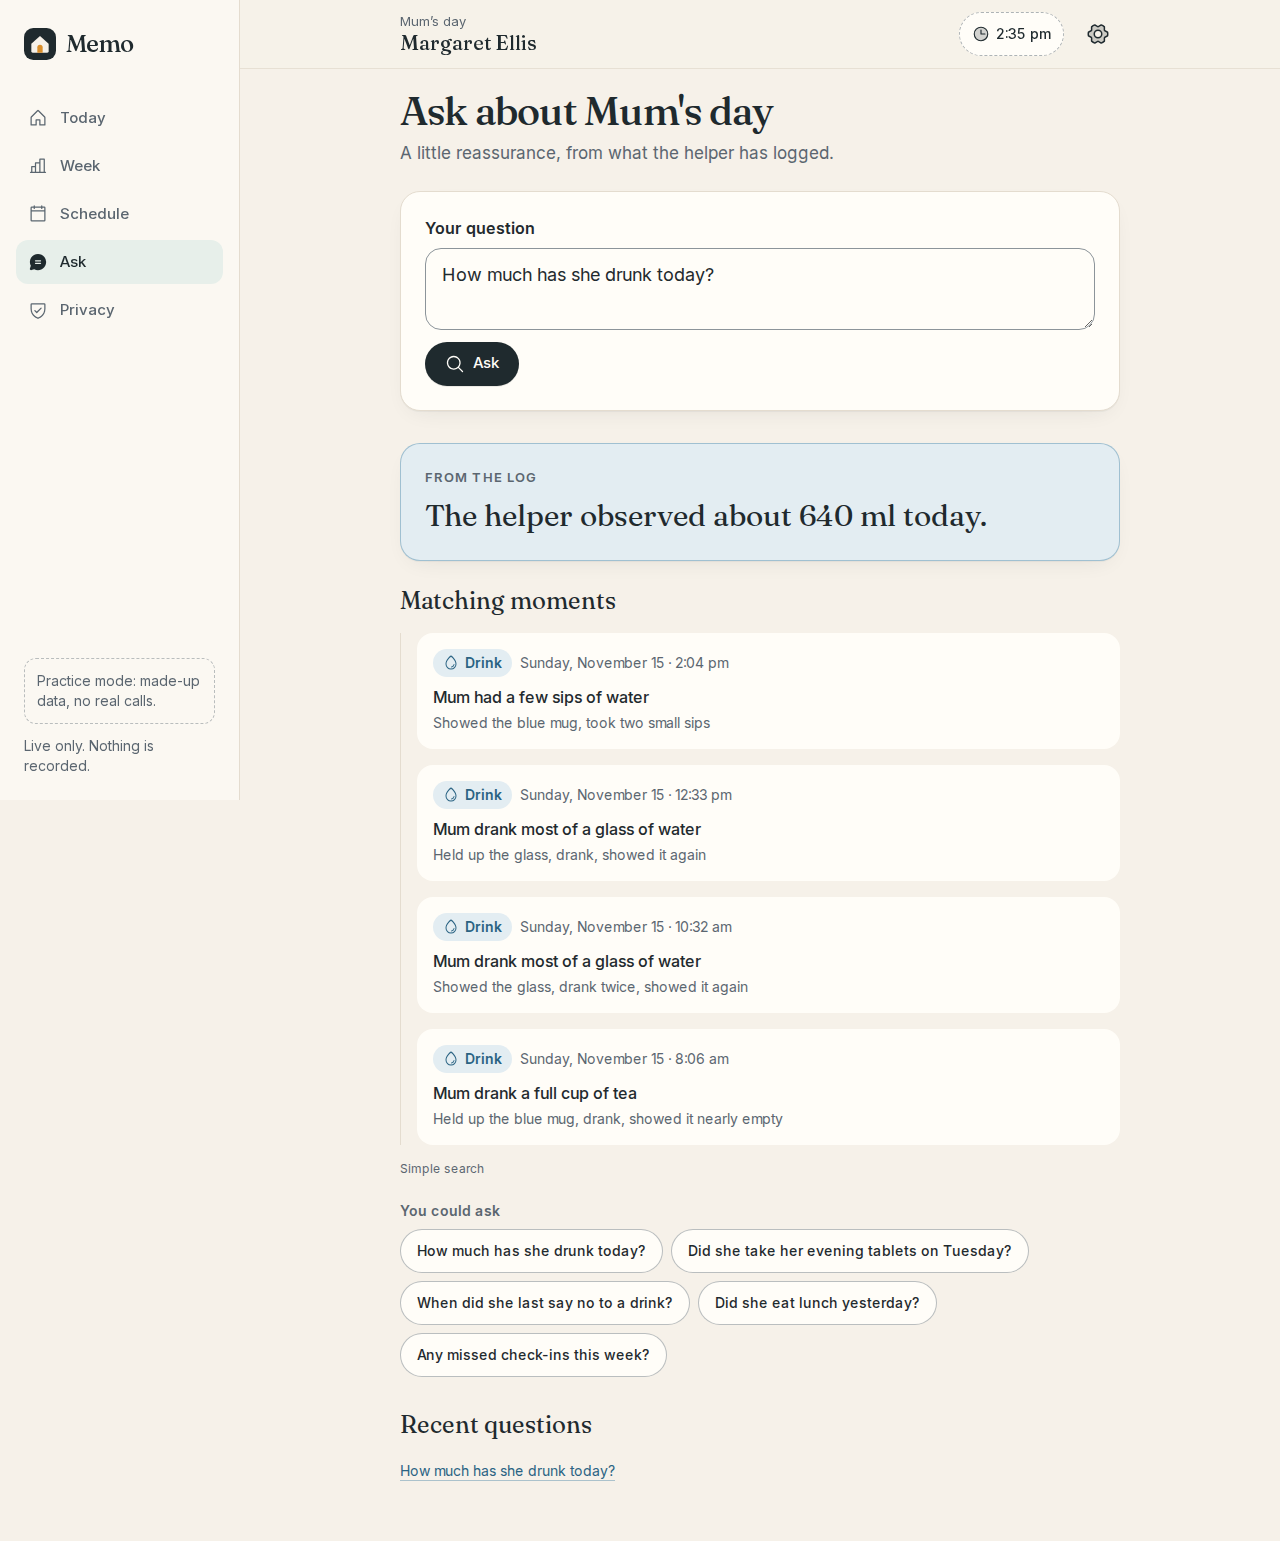 Memo
Today
Week
Schedule
Ask
Privacy
Practice mode: made-up
data, no real calls.
Live only. Nothing is
recorded.
Mum's day
Margaret Ellis
2:35 pm
Ask about Mum's day
A little reassurance, from what the helper has logged.
Your question
How much has she drunk today?
Ask
FROM THE LOG
The helper observed about 640 ml today.
Matching moments
Drink Sunday, November 15 · 2:04 pm
Mum had a few sips of water
Showed the blue mug, took two small sips
Drink Sunday, November 15 · 12:33 pm
Mum drank most of a glass of water
Held up the glass, drank, showed it again
Drink Sunday, November 15 · 10:32 am
Mum drank most of a glass of water
Showed the glass, drank twice, showed it again
Drink Sunday, November 15 · 8:06 am
Mum drank a full cup of tea
Held up the blue mug, drank, showed it nearly empty
Simple search
You could ask
How much has she drunk today? Did she take her evening tablets on Tuesday?
When did she last say no to a drink? Did she eat lunch yesterday?
Any missed check-ins this week?
Recent questions
How much has she drunk today?